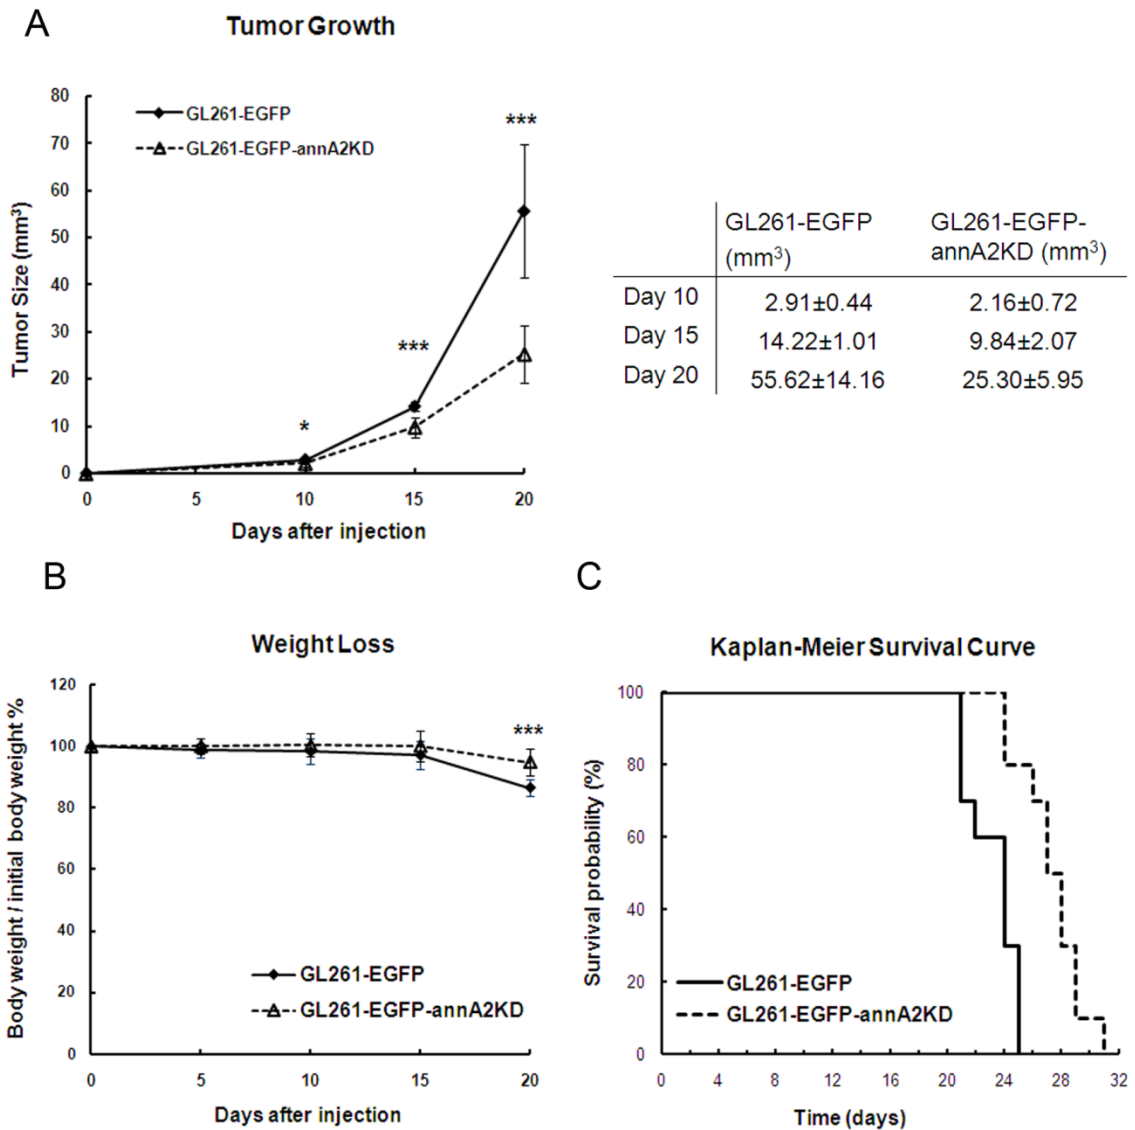 A
Tumor Growth
80
70
60
50
40
30
20
10
0
Tumor Size (mm³)
GL261-EGFP
GL261-EGFP-annA2KD
*
***
***
0 5 10 15 20
Days after injection
GL261-EGFP GL261-EGFP-
(mm³) annA2KD (mm³)
Day 10 2.91±0.44 2.16±0.72
Day 15 14.22±1.01 9.84±2.07
Day 20 55.62±14.16 25.30±5.95
B
Weight Loss
120
100
80
60
40
20
0
Body weight / initial body weight %
***
GL261-EGFP
GL261-EGFP-annA2KD
0 5 10 15 20
Days after injection
C
Kaplan-Meier Survival Curve
100
80
60
40
20
0
Survival probability (%)
GL261-EGFP
GL261-EGFP-annA2KD
0 4 8 12 16 20 24 28 32
Time (days)